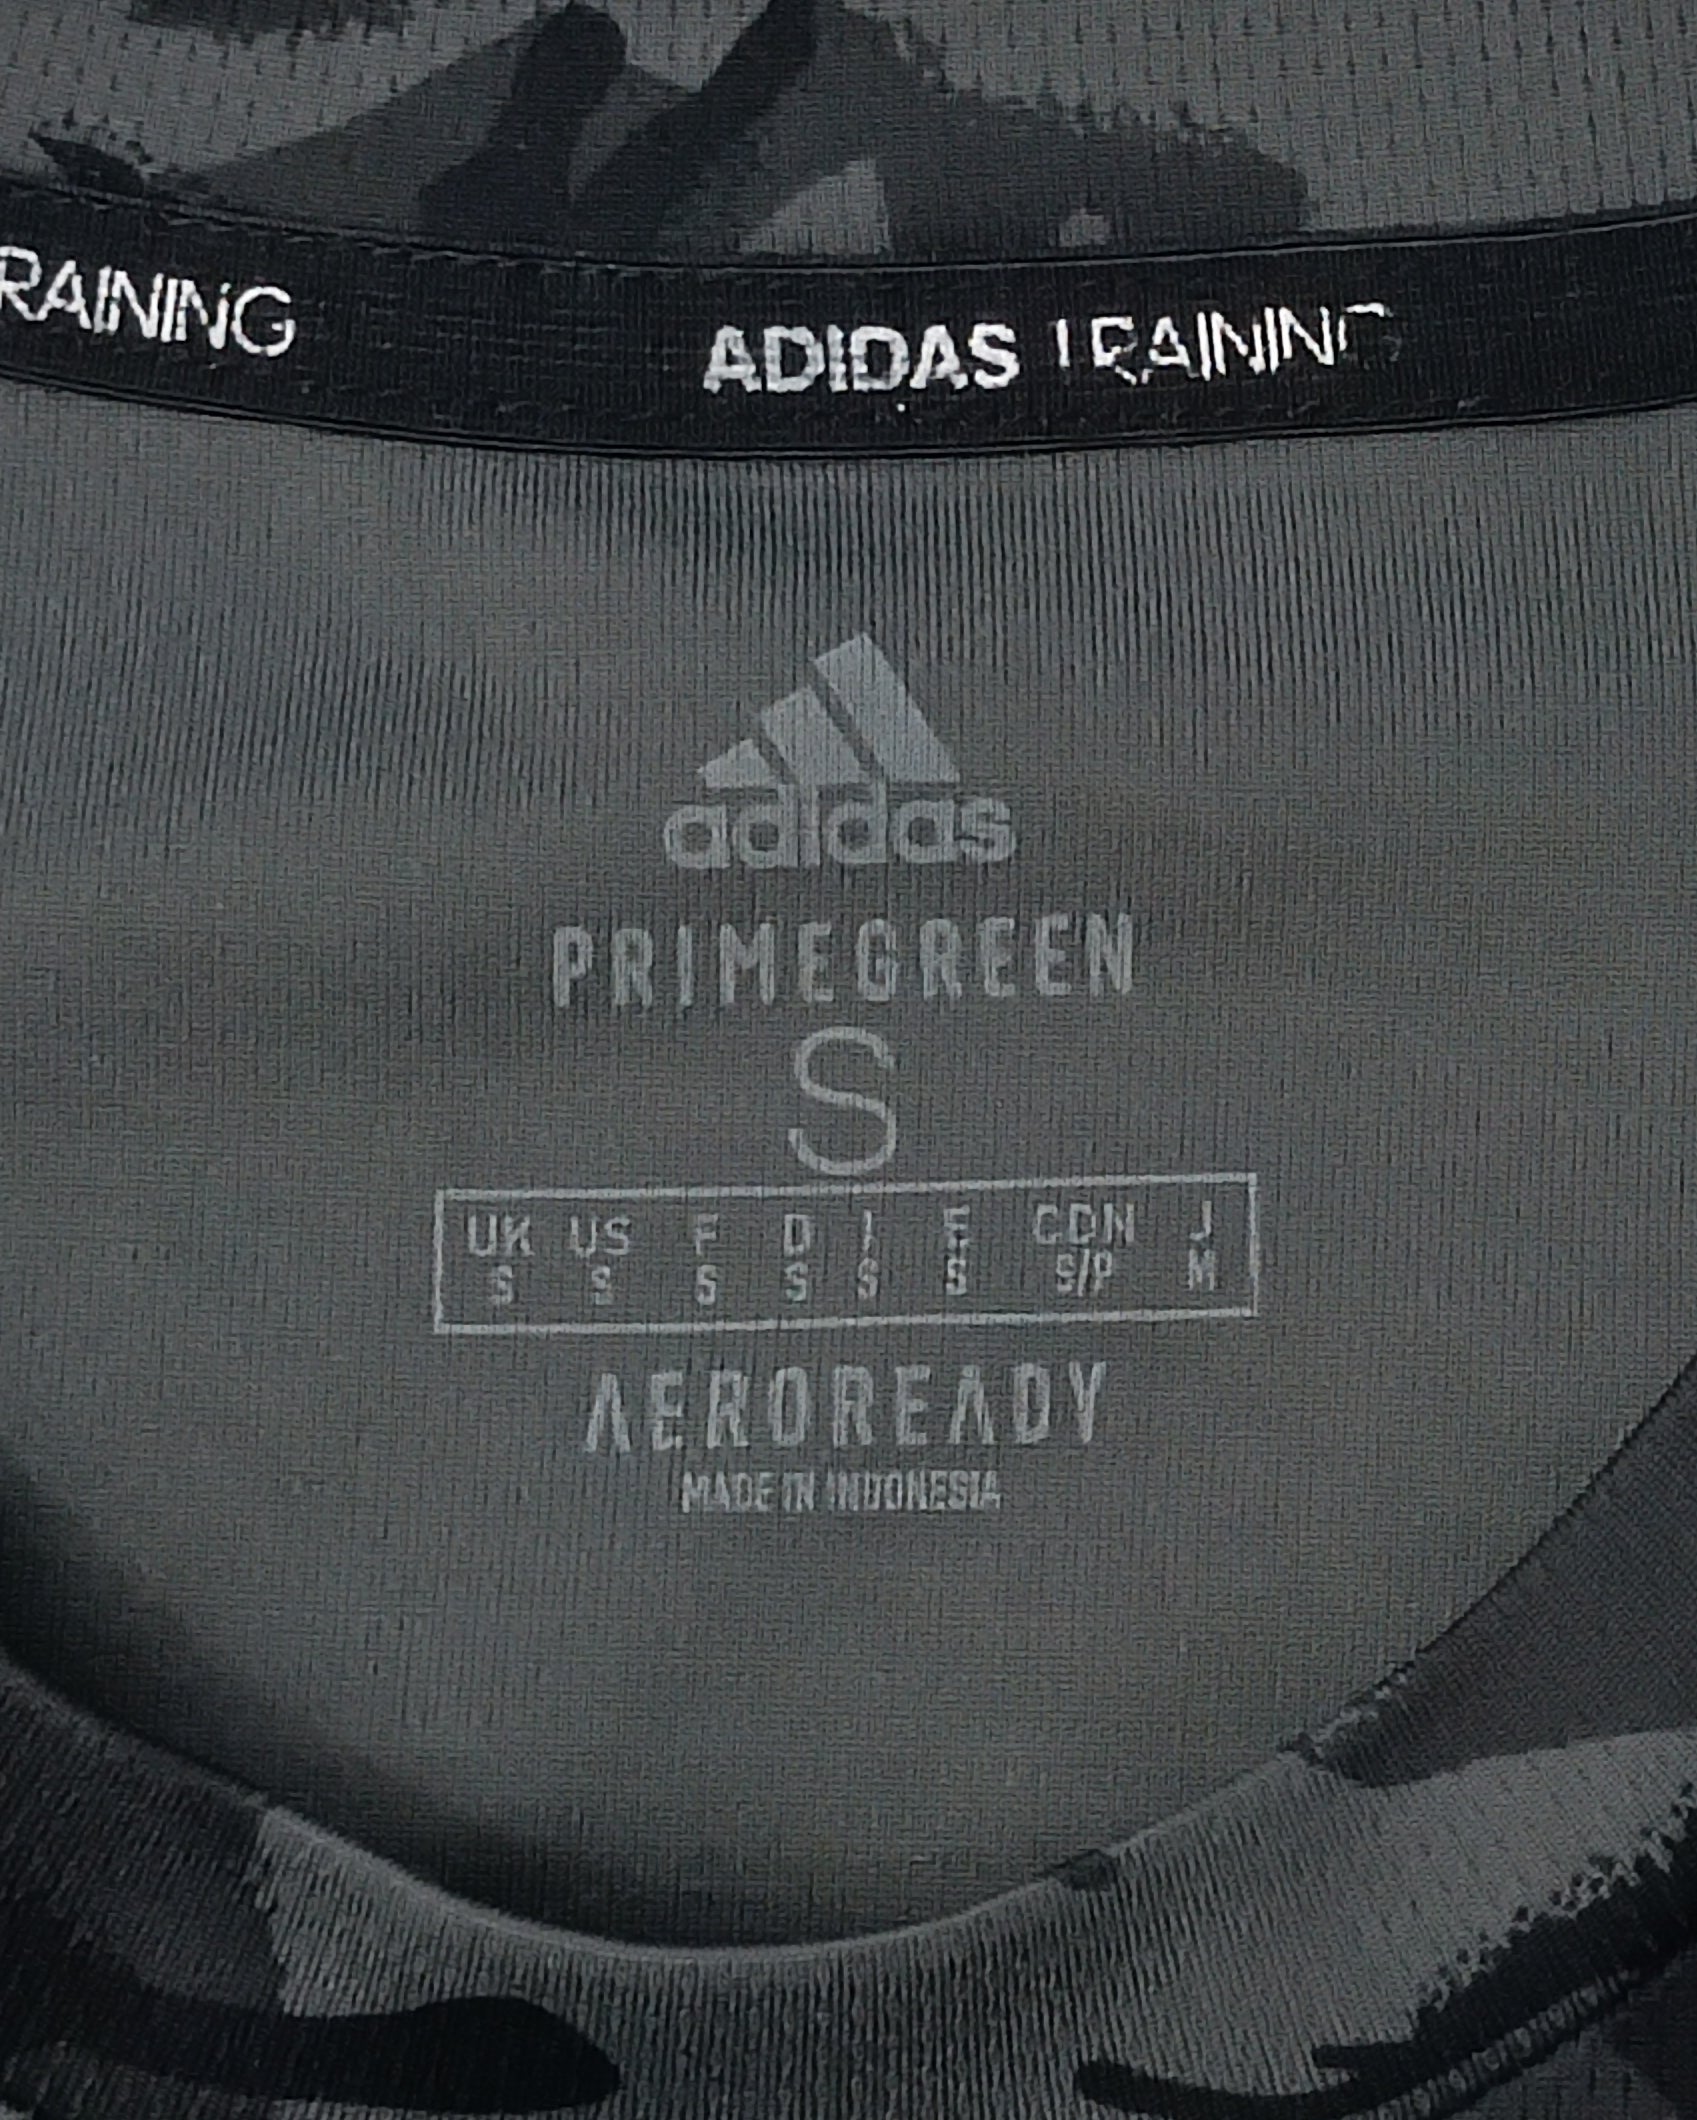 RAINING ADIDAS TRAINING
adidas
PRIMEGREEN
S
UK US F D I E CDN J
S S S S S S S/P M
AEROREADY
MADE IN INDONESIA